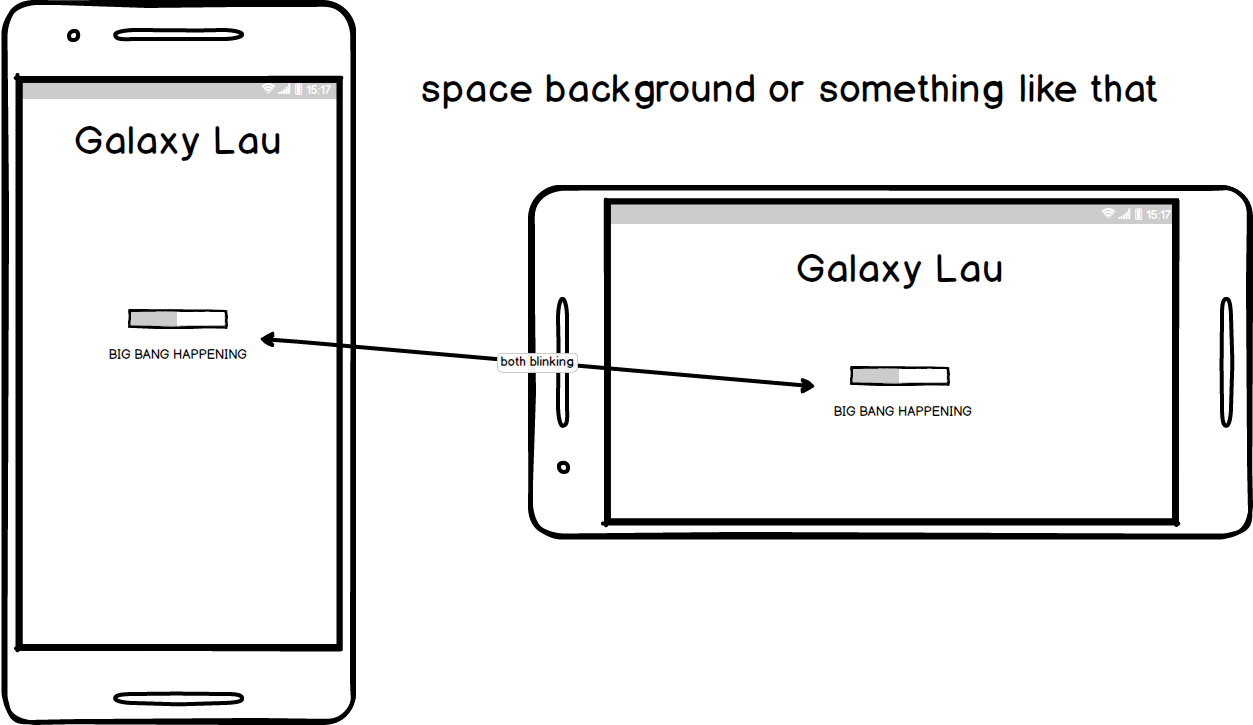 15:17
Galaxy Lau
BIG BANG HAPPENING
space background or something like that
both blinking
15:17
Galaxy Lau
BIG BANG HAPPENING